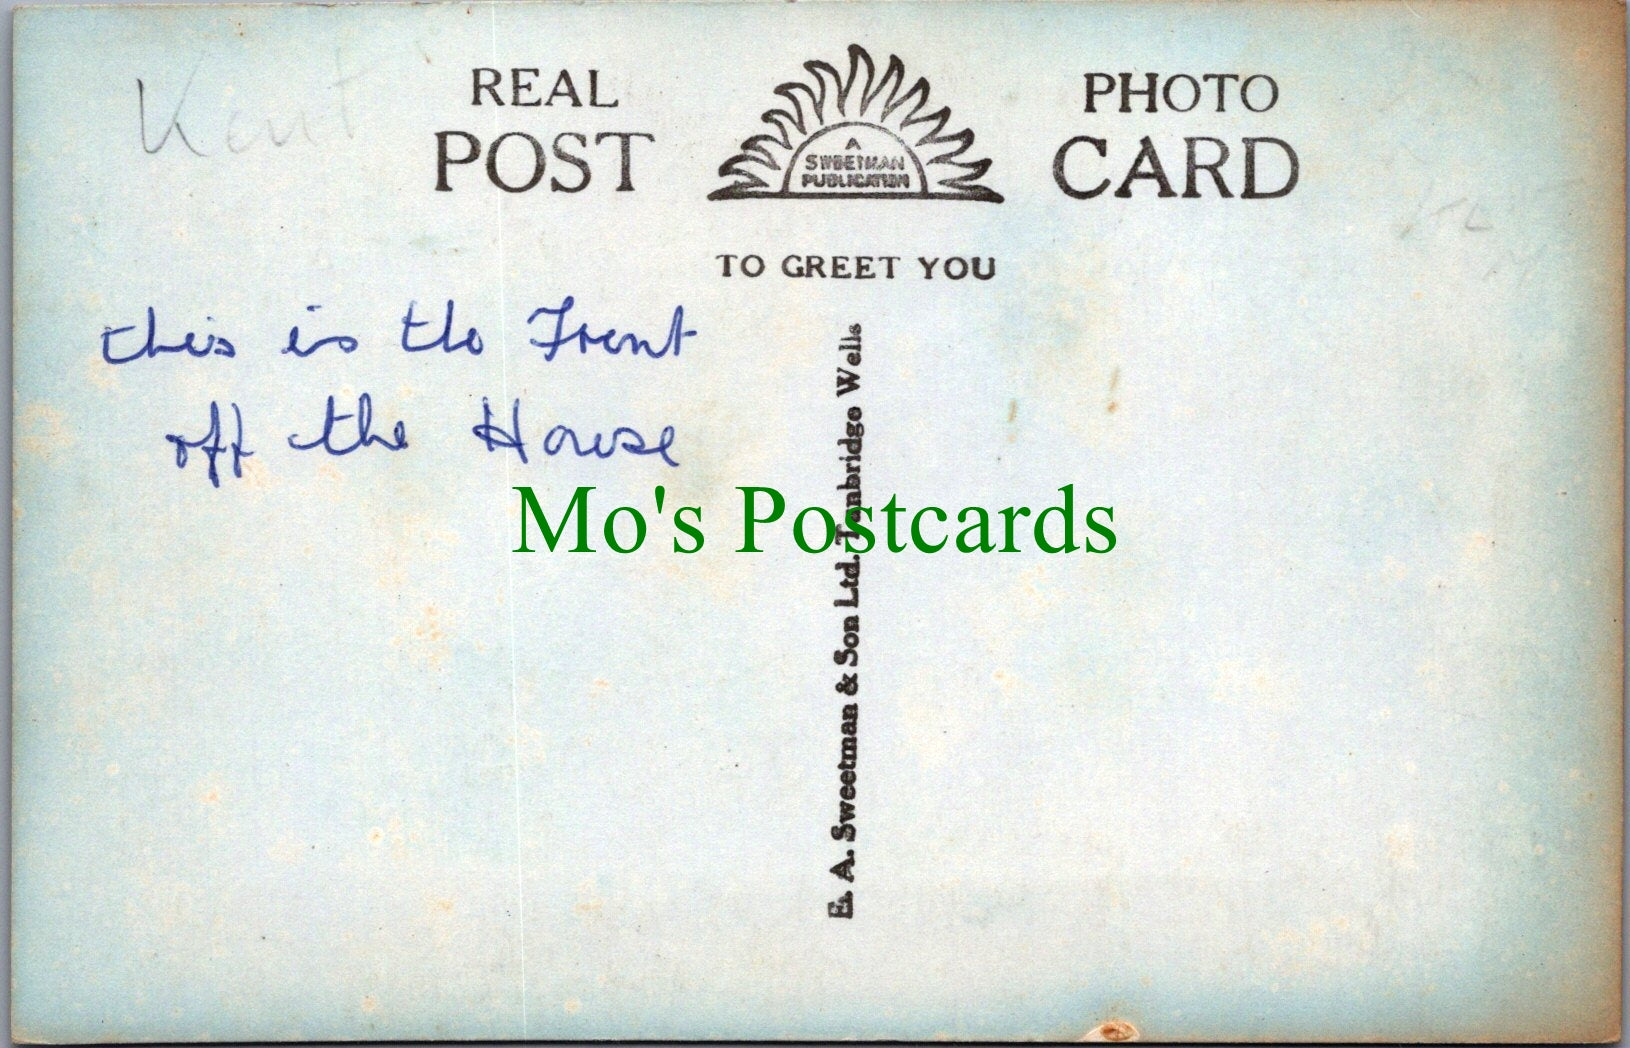 Kent
REAL PHOTO
POST CARD
A
SWEETMAN
PUBLICATION
TO GREET YOU
this is the Front
off the House
Mo's Postcards
E. A. Sweetman & Son Ltd. Tunbridge Wells